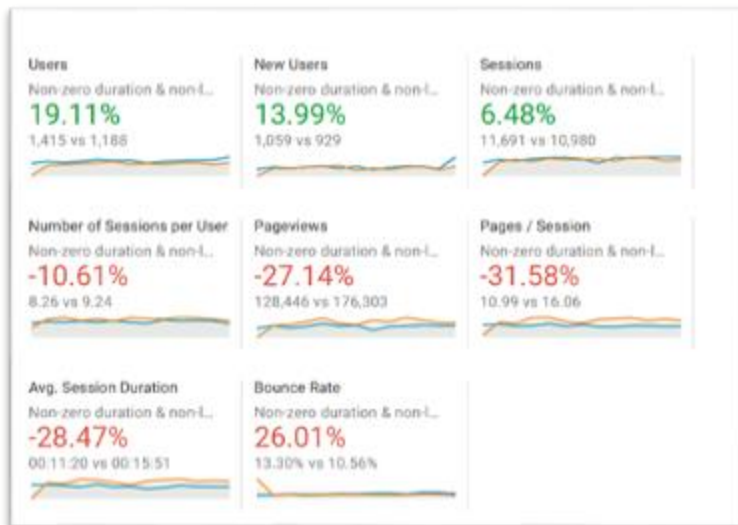 Users
Non-zero duration & non-l...
19.11%
1,415 vs 1,188
New Users
Non-zero duration & non-l...
13.99%
1,059 vs 929
Sessions
Non-zero duration & non-l...
6.48%
11,691 vs 10,980
Number of Sessions per User
Non-zero duration & non-l...
-10.61%
8.26 vs 9.24
Pageviews
Non-zero duration & non-l...
-27.14%
128,446 vs 176,303
Pages / Session
Non-zero duration & non-l...
-31.58%
10.99 vs 16.06
Avg. Session Duration
Non-zero duration & non-l...
-28.47%
00:11:20 vs 00:15:51
Bounce Rate
Non-zero duration & non-l...
26.01%
13.30% vs 10.56%